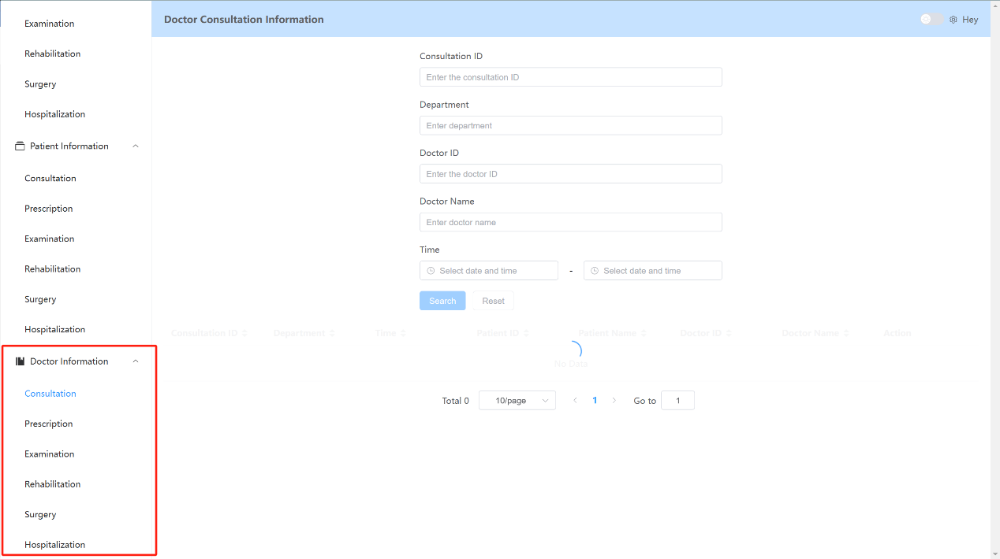 Examination
Rehabilitation
Surgery
Hospitalization
Patient Information
Consultation
Prescription
Examination
Rehabilitation
Surgery
Hospitalization
Doctor Information
Consultation
Prescription
Examination
Rehabilitation
Surgery
Hospitalization
Doctor Consultation Information
Hey
Consultation ID
Enter the consultation ID
Department
Enter department
Doctor ID
Enter the doctor ID
Doctor Name
Enter doctor name
Time
Select date and time - Select date and time
Search Reset
Consultation ID Department Time Patient ID Patient Name Doctor ID Doctor Name Action
No Data
Total 0 10/page 1 Go to 1